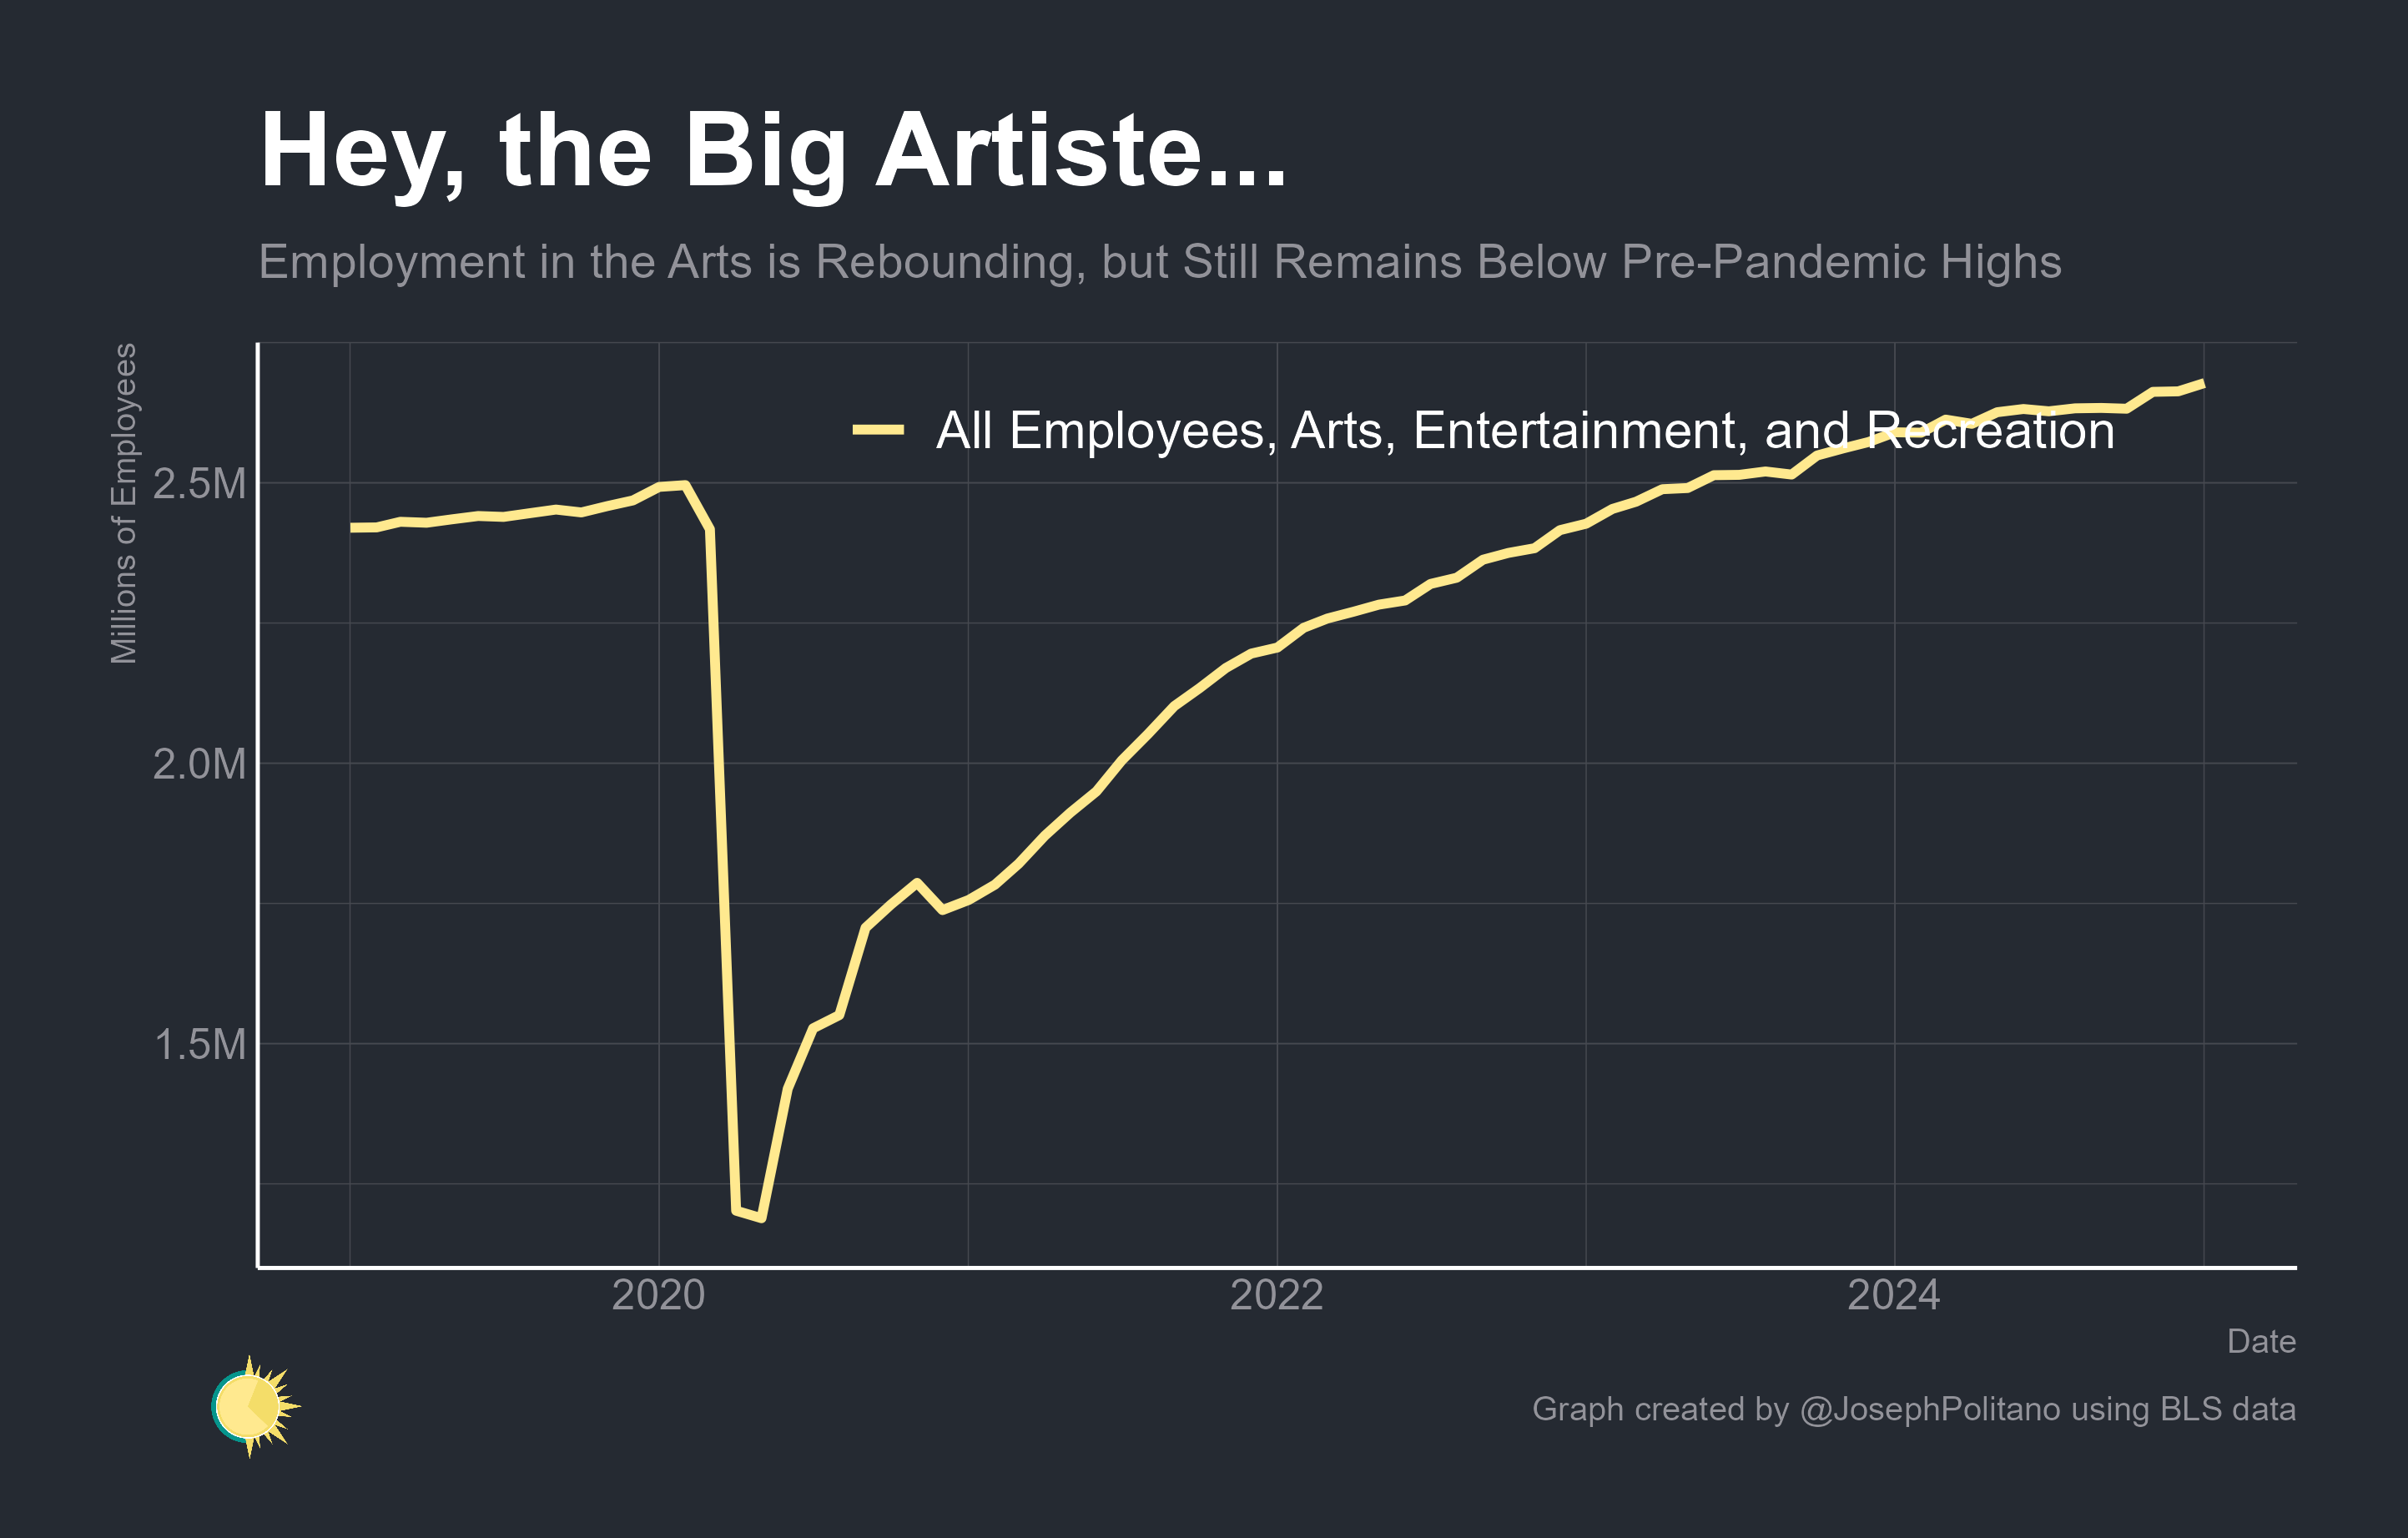 Hey, the Big Artiste...
Employment in the Arts is Rebounding, but Still Remains Below Pre-Pandemic Highs
Millions of Employees
All Employees, Arts, Entertainment, and Recreation
2.5M
2.0M
1.5M
2020 2022 2024
Date
Graph created by @JosephPolitano using BLS data